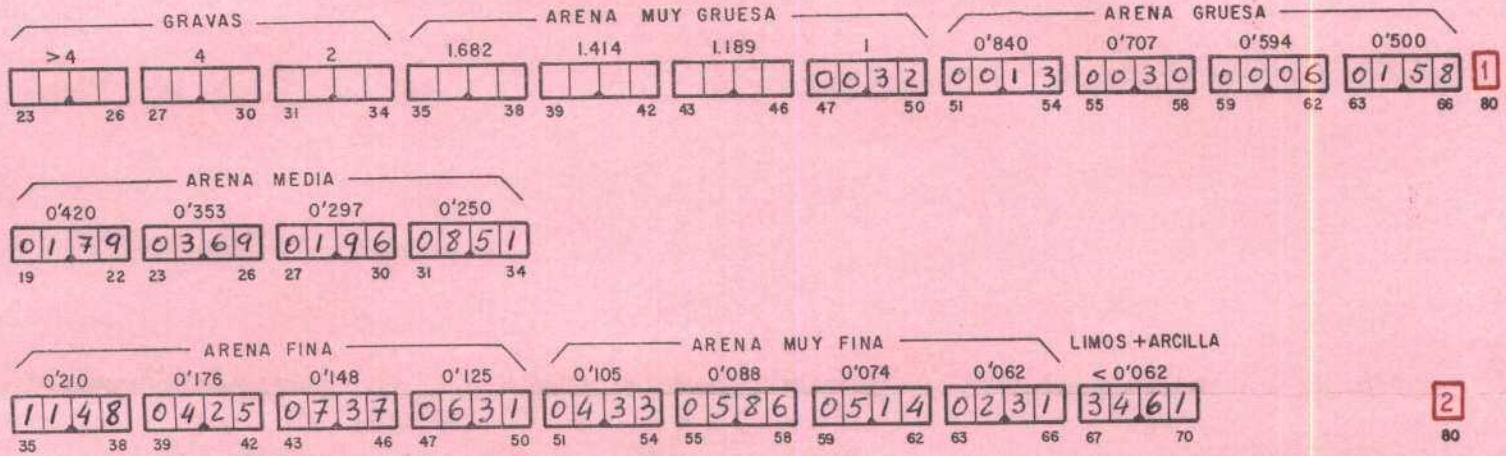 GRAVAS ARENA MUY GRUESA ARENA GRUESA
>4 4 2 1.682 1.414 1.189 1 0'840 0'707 0'594 0'500
0032 0013 0030 0006 0158 1
23 26 27 30 31 34 35 38 39 42 43 46 47 50 51 54 55 58 59 62 63 66 80
ARENA MEDIA
0'420 0'353 0'297 0'250
0179 0369 0196 0851
19 22 23 26 27 30 31 34
ARENA FINA ARENA MUY FINA LIMOS+ARCILLA
0'210 0'176 0'148 0'125 0'105 0'088 0'074 0'062 <0'062
1148 0425 0737 0631 0433 0586 0514 0231 3461 2
35 38 39 42 43 46 47 50 51 54 55 58 59 62 63 66 67 70 80